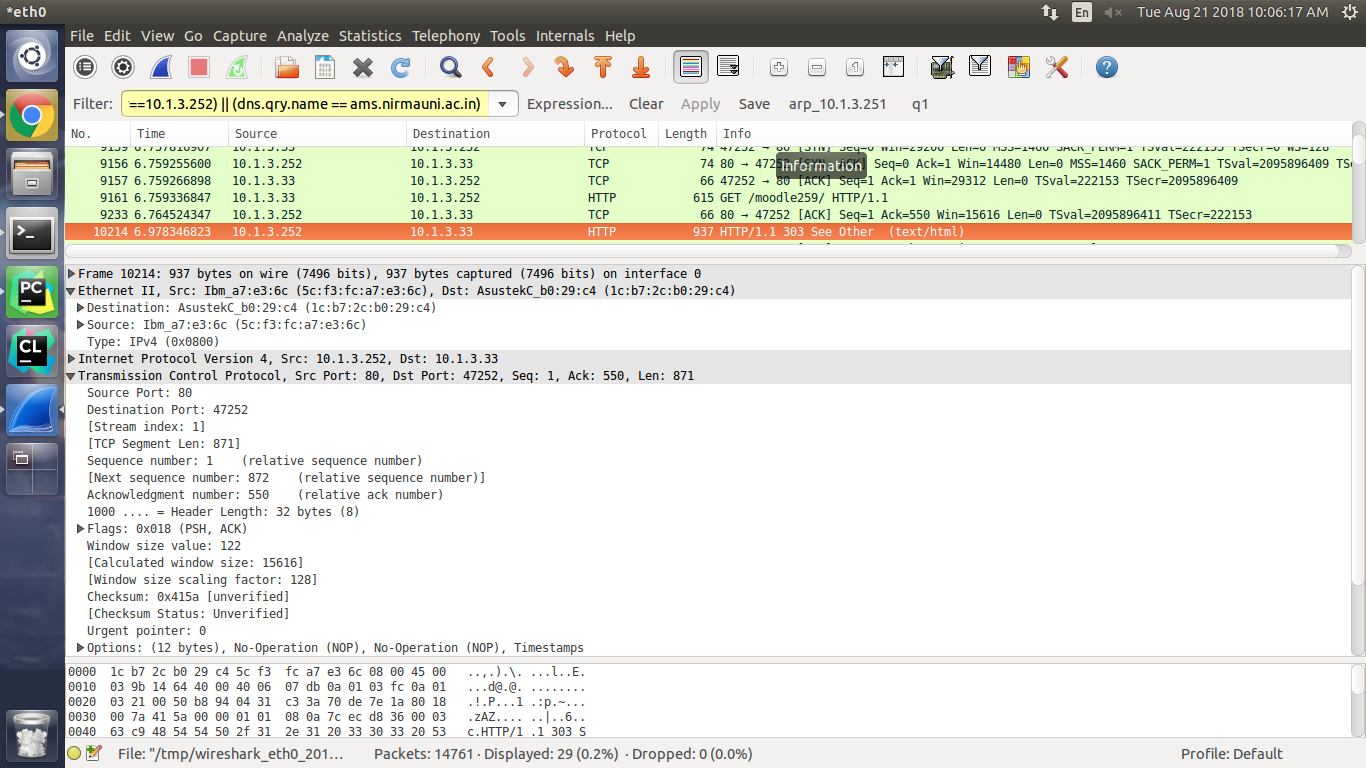 *eth0 En Tue Aug 21 2018 10:06:17 AM
File Edit View Go Capture Analyze Statistics Telephony Tools Internals Help
Filter: ==10.1.3.252) || (dns.qry.name == ams.nirmauni.ac.in) Expression... Clear Apply Save arp_10.1.3.251 q1
No. Time Source Destination Protocol Length Info
9156 6.759255600 10.1.3.252 10.1.3.33 TCP 74 80 → 47252 [SYN, ACK] Seq=0 Ack=1 Win=14480 Len=0 MSS=1460 SACK_PERM=1 TSval=2095896409 TS
Information
9157 6.759266898 10.1.3.33 10.1.3.252 TCP 66 47252 → 80 [ACK] Seq=1 Ack=1 Win=29312 Len=0 TSval=222153 TSecr=2095896409
9161 6.759336847 10.1.3.33 10.1.3.252 HTTP 615 GET /moodle259/ HTTP/1.1
9233 6.764524347 10.1.3.252 10.1.3.33 TCP 66 80 → 47252 [ACK] Seq=1 Ack=550 Win=15616 Len=0 TSval=2095896411 TSecr=222153
10214 6.978346823 10.1.3.252 10.1.3.33 HTTP 937 HTTP/1.1 303 See Other (text/html)
Frame 10214: 937 bytes on wire (7496 bits), 937 bytes captured (7496 bits) on interface 0
Ethernet II, Src: Ibm_a7:e3:6c (5c:f3:fc:a7:e3:6c), Dst: AsustekC_b0:29:c4 (1c:b7:2c:b0:29:c4)
Destination: AsustekC_b0:29:c4 (1c:b7:2c:b0:29:c4)
Source: Ibm_a7:e3:6c (5c:f3:fc:a7:e3:6c)
Type: IPv4 (0x0800)
Internet Protocol Version 4, Src: 10.1.3.252, Dst: 10.1.3.33
Transmission Control Protocol, Src Port: 80, Dst Port: 47252, Seq: 1, Ack: 550, Len: 871
Source Port: 80
Destination Port: 47252
[Stream index: 1]
[TCP Segment Len: 871]
Sequence number: 1 (relative sequence number)
[Next sequence number: 872 (relative sequence number)]
Acknowledgment number: 550 (relative ack number)
1000 .... = Header Length: 32 bytes (8)
Flags: 0x018 (PSH, ACK)
Window size value: 122
[Calculated window size: 15616]
[Window size scaling factor: 128]
Checksum: 0x415a [unverified]
[Checksum Status: Unverified]
Urgent pointer: 0
Options: (12 bytes), No-Operation (NOP), No-Operation (NOP), Timestamps
0000 1c b7 2c b0 29 c4 5c f3 fc a7 e3 6c 08 00 45 00 ..,.).\. ...l..E.
0010 03 9b 14 64 40 00 40 06 07 db 0a 01 03 fc 0a 01 ...d@.@. ........
0020 03 21 00 50 b8 94 04 31 c3 3a 70 de 7e 1a 80 18 .!.P...1 .:p.~...
0030 00 7a 41 5a 00 00 01 01 08 0a 7c ec d8 36 00 03 .zAZ.... ..|..6..
0040 63 c9 48 54 54 50 2f 31 2e 31 20 33 30 33 20 53 c.HTTP/1 .1 303 S
File: "/tmp/wireshark_eth0_201... Packets: 14761 · Displayed: 29 (0.2%) · Dropped: 0 (0.0%) Profile: Default
PC
CL